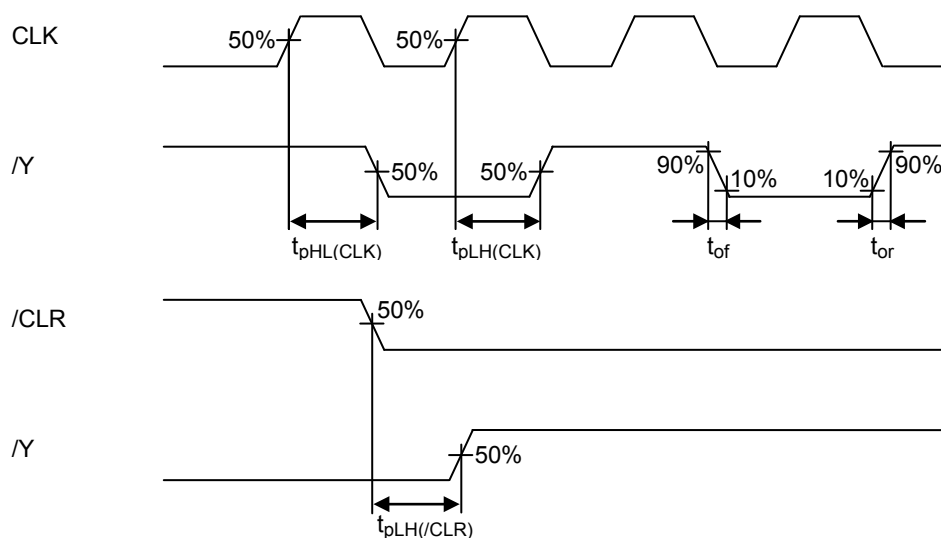 CLK
50%
50%
/Y
50%
50%
90%
10%
10%
90%
tpHL(CLK)
tpLH(CLK)
tof
tor
/CLR
50%
/Y
50%
tpLH(/CLR)